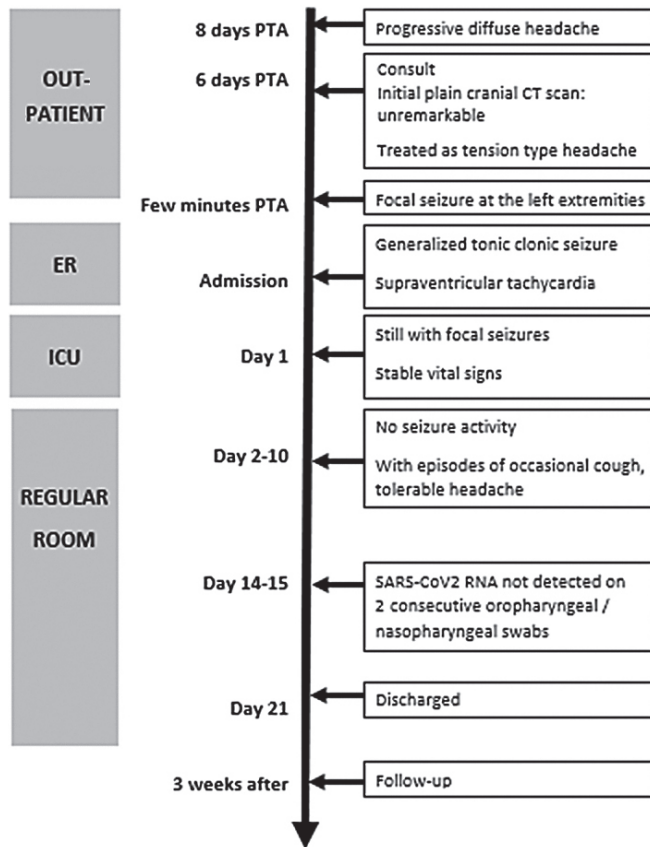 OUT-
PATIENT
8 days PTA
Progressive diffuse headache
6 days PTA
Consult
Initial plain cranial CT scan:
unremarkable
Treated as tension type headache
Few minutes PTA
Focal seizure at the left extremities
ER
Admission
Generalized tonic clonic seizure
Supraventricular tachycardia
ICU
Day 1
Still with focal seizures
Stable vital signs
REGULAR
ROOM
Day 2-10
No seizure activity
With episodes of occasional cough,
tolerable headache
Day 14-15
SARS-CoV2 RNA not detected on
2 consecutive oropharyngeal /
nasopharyngeal swabs
Day 21
Discharged
3 weeks after
Follow-up